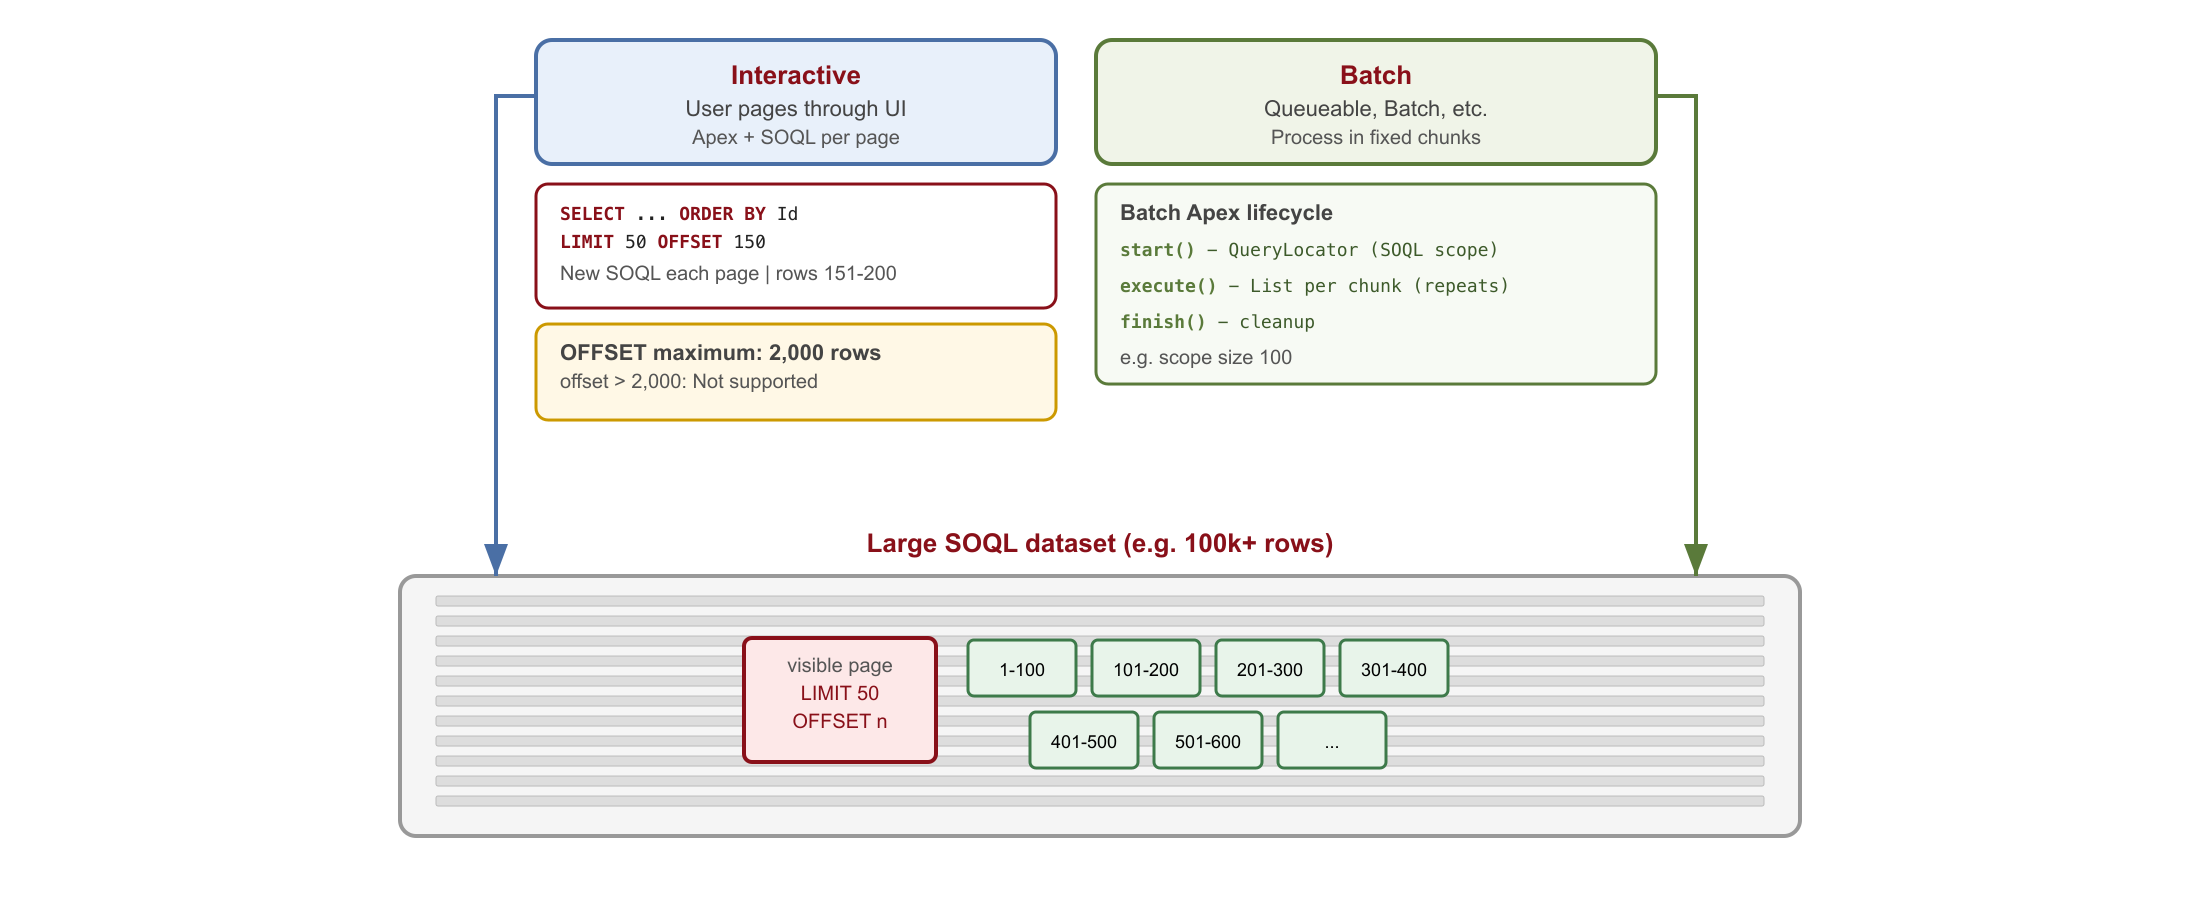 Interactive
User pages through UI
Apex + SOQL per page
SELECT ... ORDER BY Id
LIMIT 50 OFFSET 150
New SOQL each page | rows 151-200
OFFSET maximum: 2,000 rows
offset > 2,000: Not supported
Batch
Queueable, Batch, etc.
Process in fixed chunks
Batch Apex lifecycle
start() – QueryLocator (SOQL scope)
execute() – List per chunk (repeats)
finish() – cleanup
e.g. scope size 100
Large SOQL dataset (e.g. 100k+ rows)
visible page
LIMIT 50
OFFSET n
1-100
101-200
201-300
301-400
401-500
501-600
...